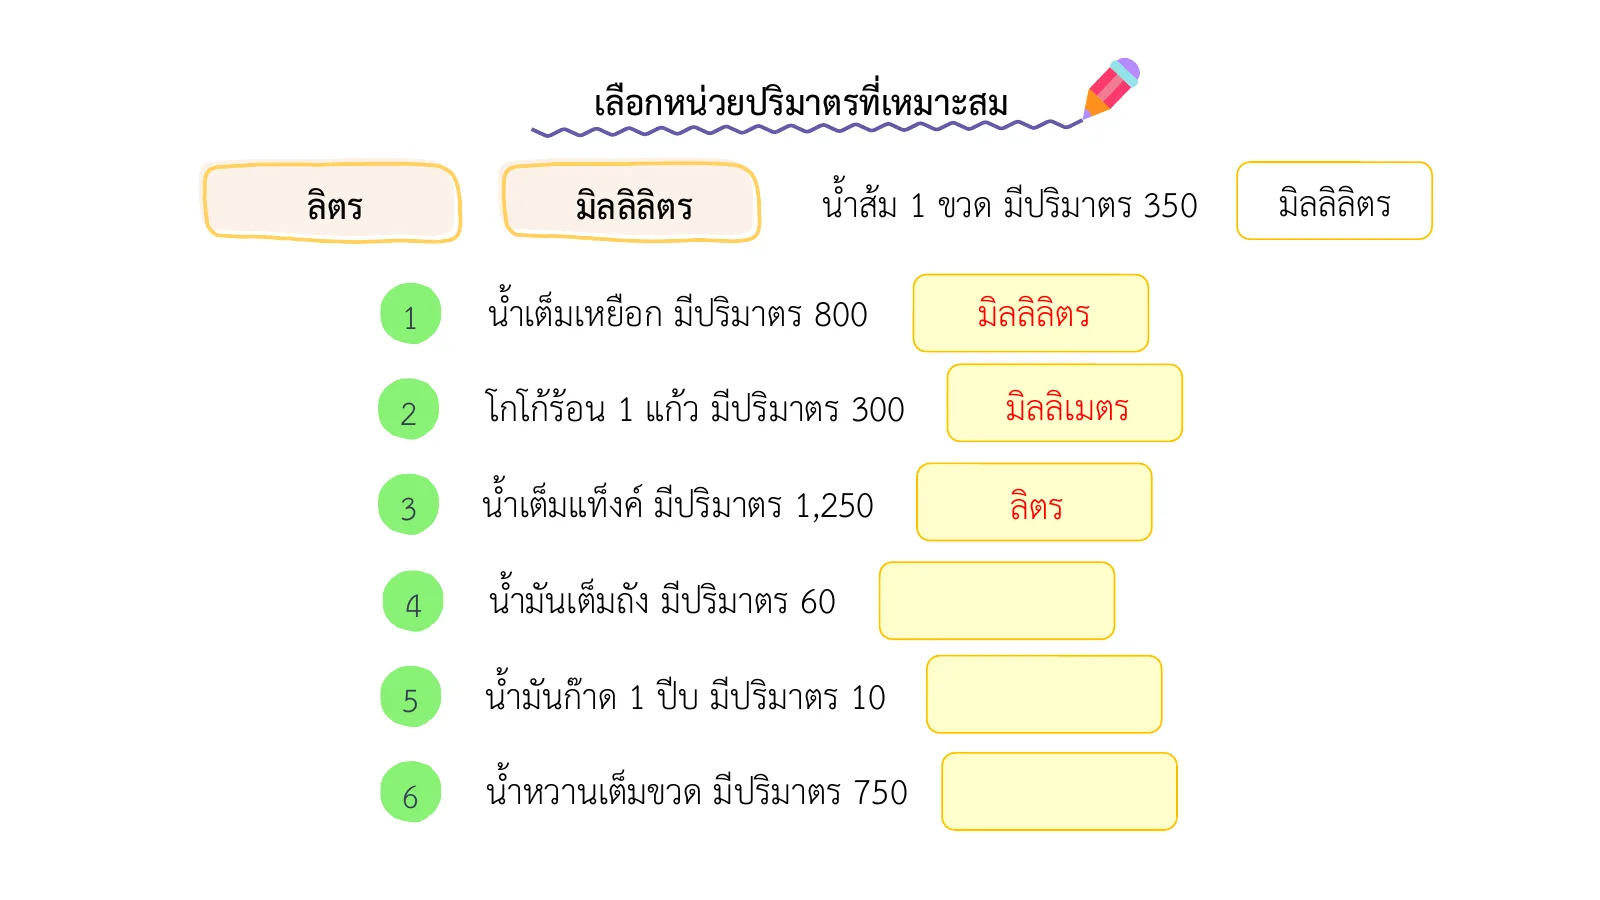 เลือกหน่วยปริมาตรที่เหมาะสม
ลิตร มิลลิลิตร น้ำส้ม 1 ขวด มีปริมาตร 350 มิลลิลิตร
1 น้ำเต็มเหยือก มีปริมาตร 800 มิลลิลิตร
2 โกโก้ร้อน 1 แก้ว มีปริมาตร 300 มิลลิเมตร
3 น้ำเต็มแท็งค์ มีปริมาตร 1,250 ลิตร
4 น้ำมันเต็มถัง มีปริมาตร 60
5 น้ำมันก๊าด 1 ปีบ มีปริมาตร 10
6 น้ำหวานเต็มขวด มีปริมาตร 750